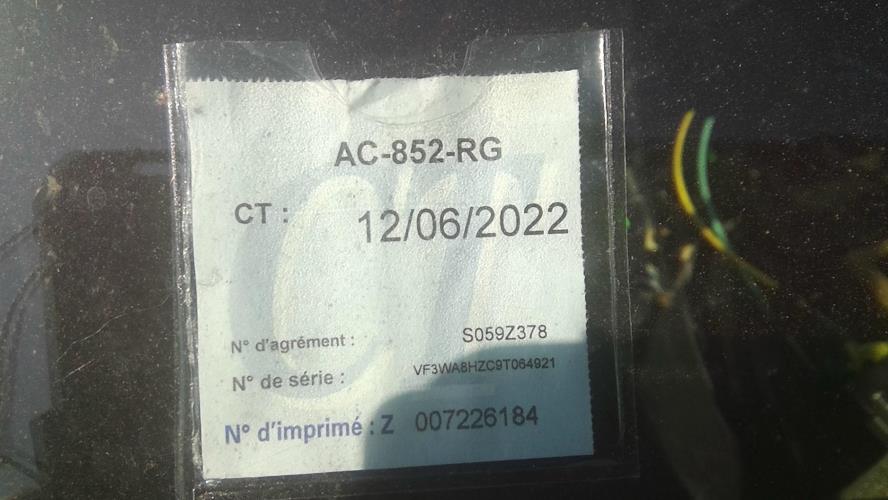 AC-852-RG
CT : 12/06/2022
N° d'agrément : S059Z378
N° de série : VF3WA8HZC9T064921
N° d'imprimé : Z 007226184